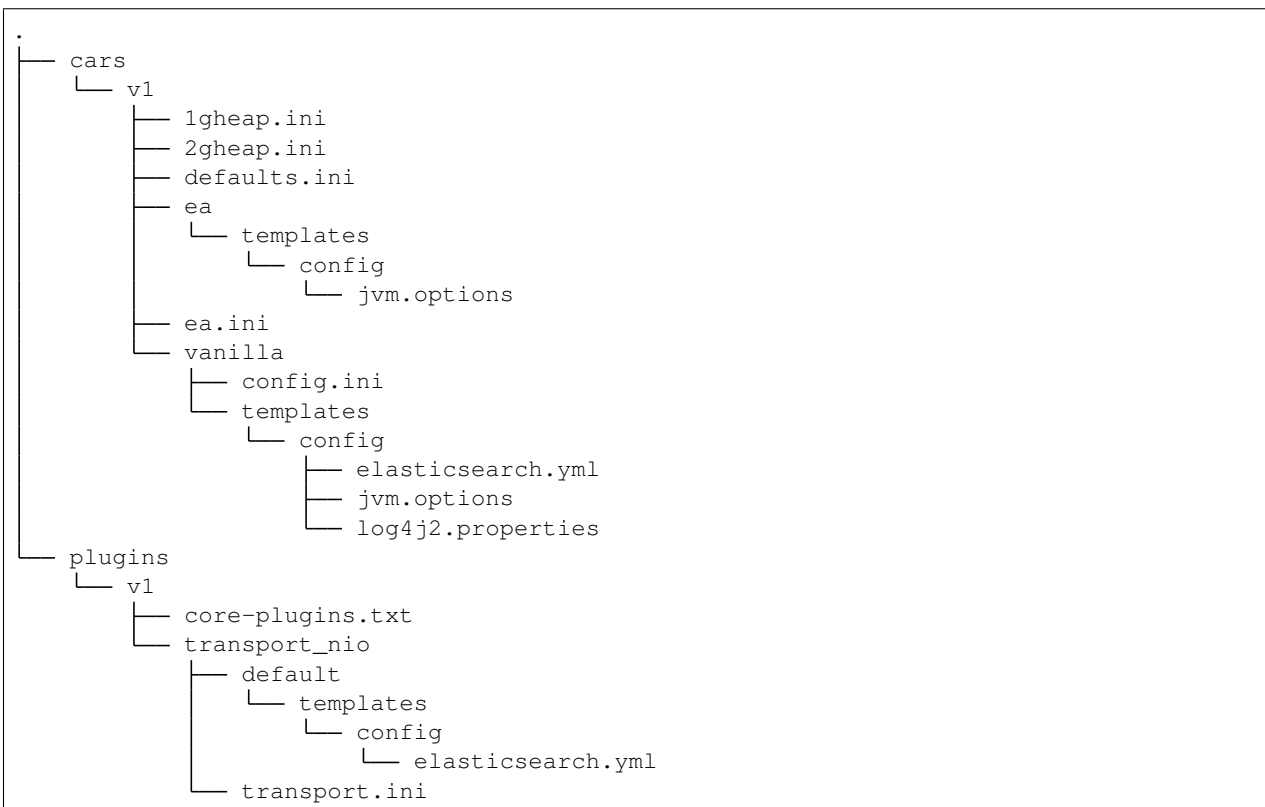 .
├── cars
│   └── v1
│       ├── 1gheap.ini
│       ├── 2gheap.ini
│       ├── defaults.ini
│       ├── ea
│       │   └── templates
│       │       └── config
│       │           └── jvm.options
│       ├── ea.ini
│       └── vanilla
│           ├── config.ini
│           └── templates
│               └── config
│                   ├── elasticsearch.yml
│                   ├── jvm.options
│                   └── log4j2.properties
└── plugins
    └── v1
        ├── core-plugins.txt
        └── transport_nio
            ├── default
            │   └── templates
            │       └── config
            │           └── elasticsearch.yml
            └── transport.ini